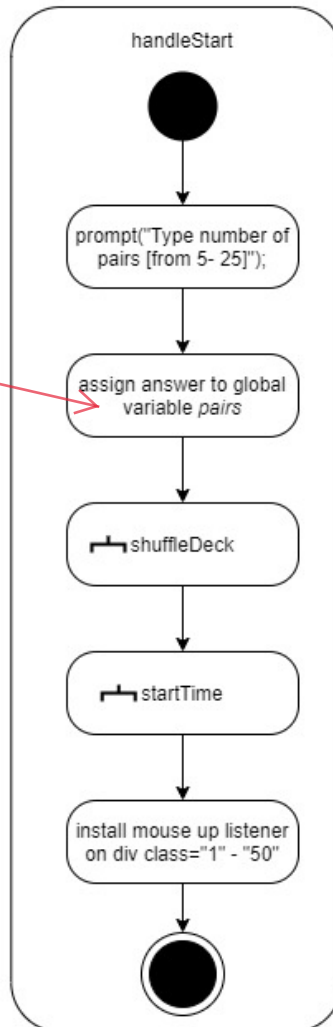 handleStart
prompt("Type number of
pairs [from 5- 25]");
assign answer to global
variable pairs
shuffleDeck
startTime
install mouse up listener
on div class="1" - "50"